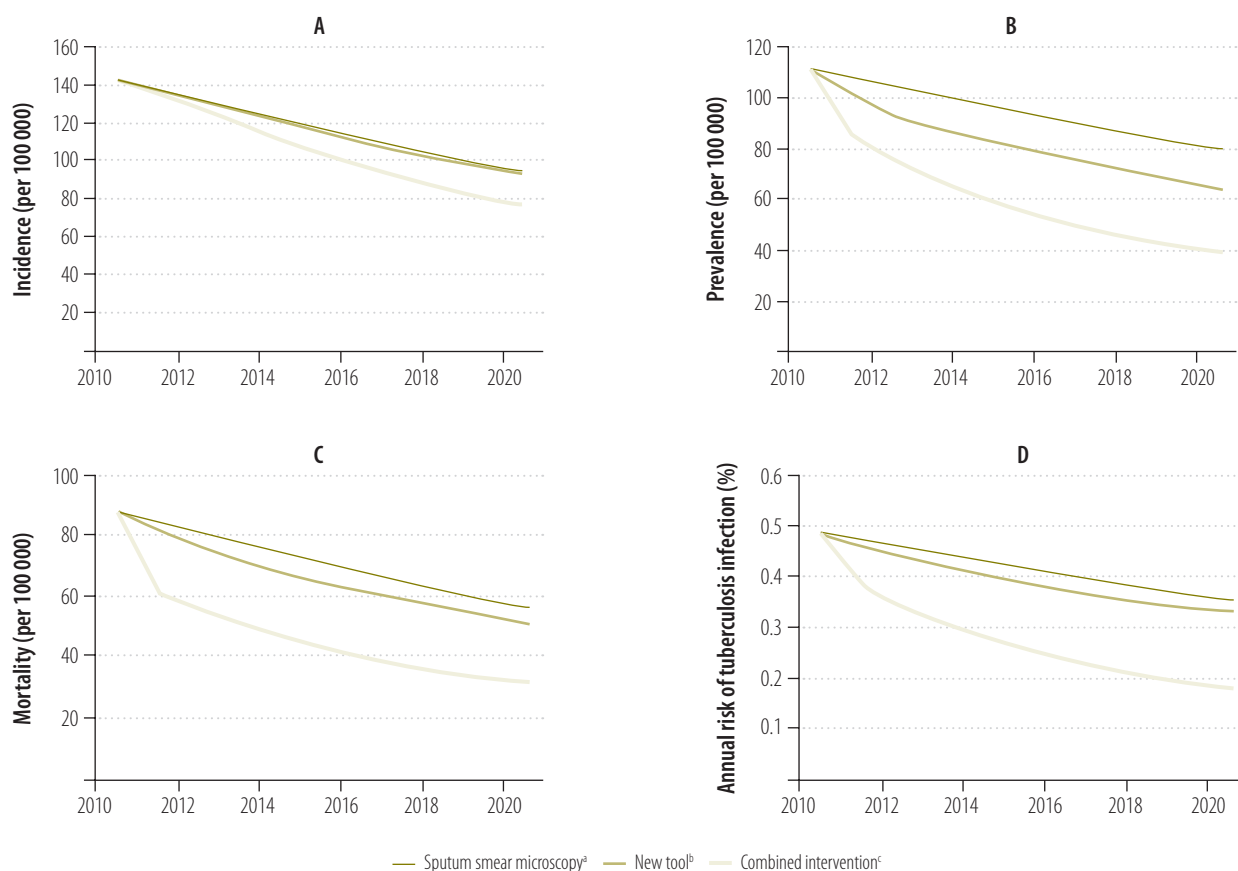 A
Incidence (per 100 000)
160
140
120
100
80
60
40
20
2010 2012 2014 2016 2018 2020
B
Prevalence (per 100 000)
120
100
80
60
40
20
2010 2012 2014 2016 2018 2020
C
Mortality (per 100 000)
100
80
60
40
20
2010 2012 2014 2016 2018 2020
D
Annual risk of tuberculosis infection (%)
0.6
0.5
0.4
0.3
0.2
0.1
2010 2012 2014 2016 2018 2020
Sputum smear microscopyᵃ New toolᵇ Combined interventionᶜ